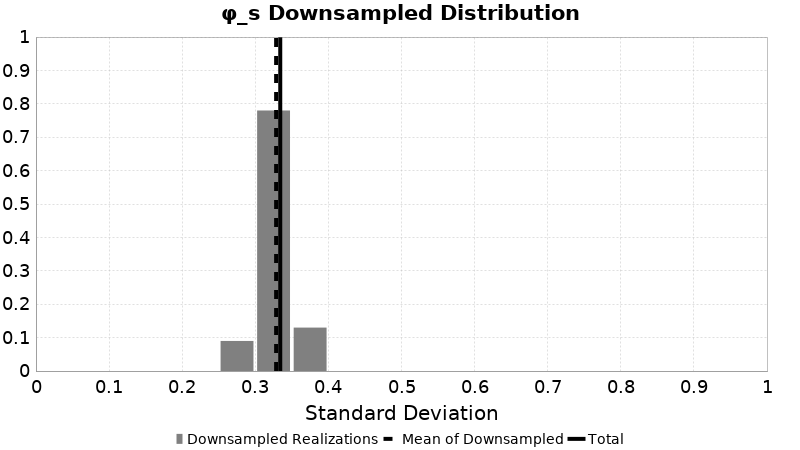 φ_s Downsampled Distribution
1
0.9
0.8
0.7
0.6
0.5
0.4
0.3
0.2
0.1
0
0 0.1 0.2 0.3 0.4 0.5 0.6 0.7 0.8 0.9 1
Standard Deviation
Downsampled Realizations Mean of Downsampled Total